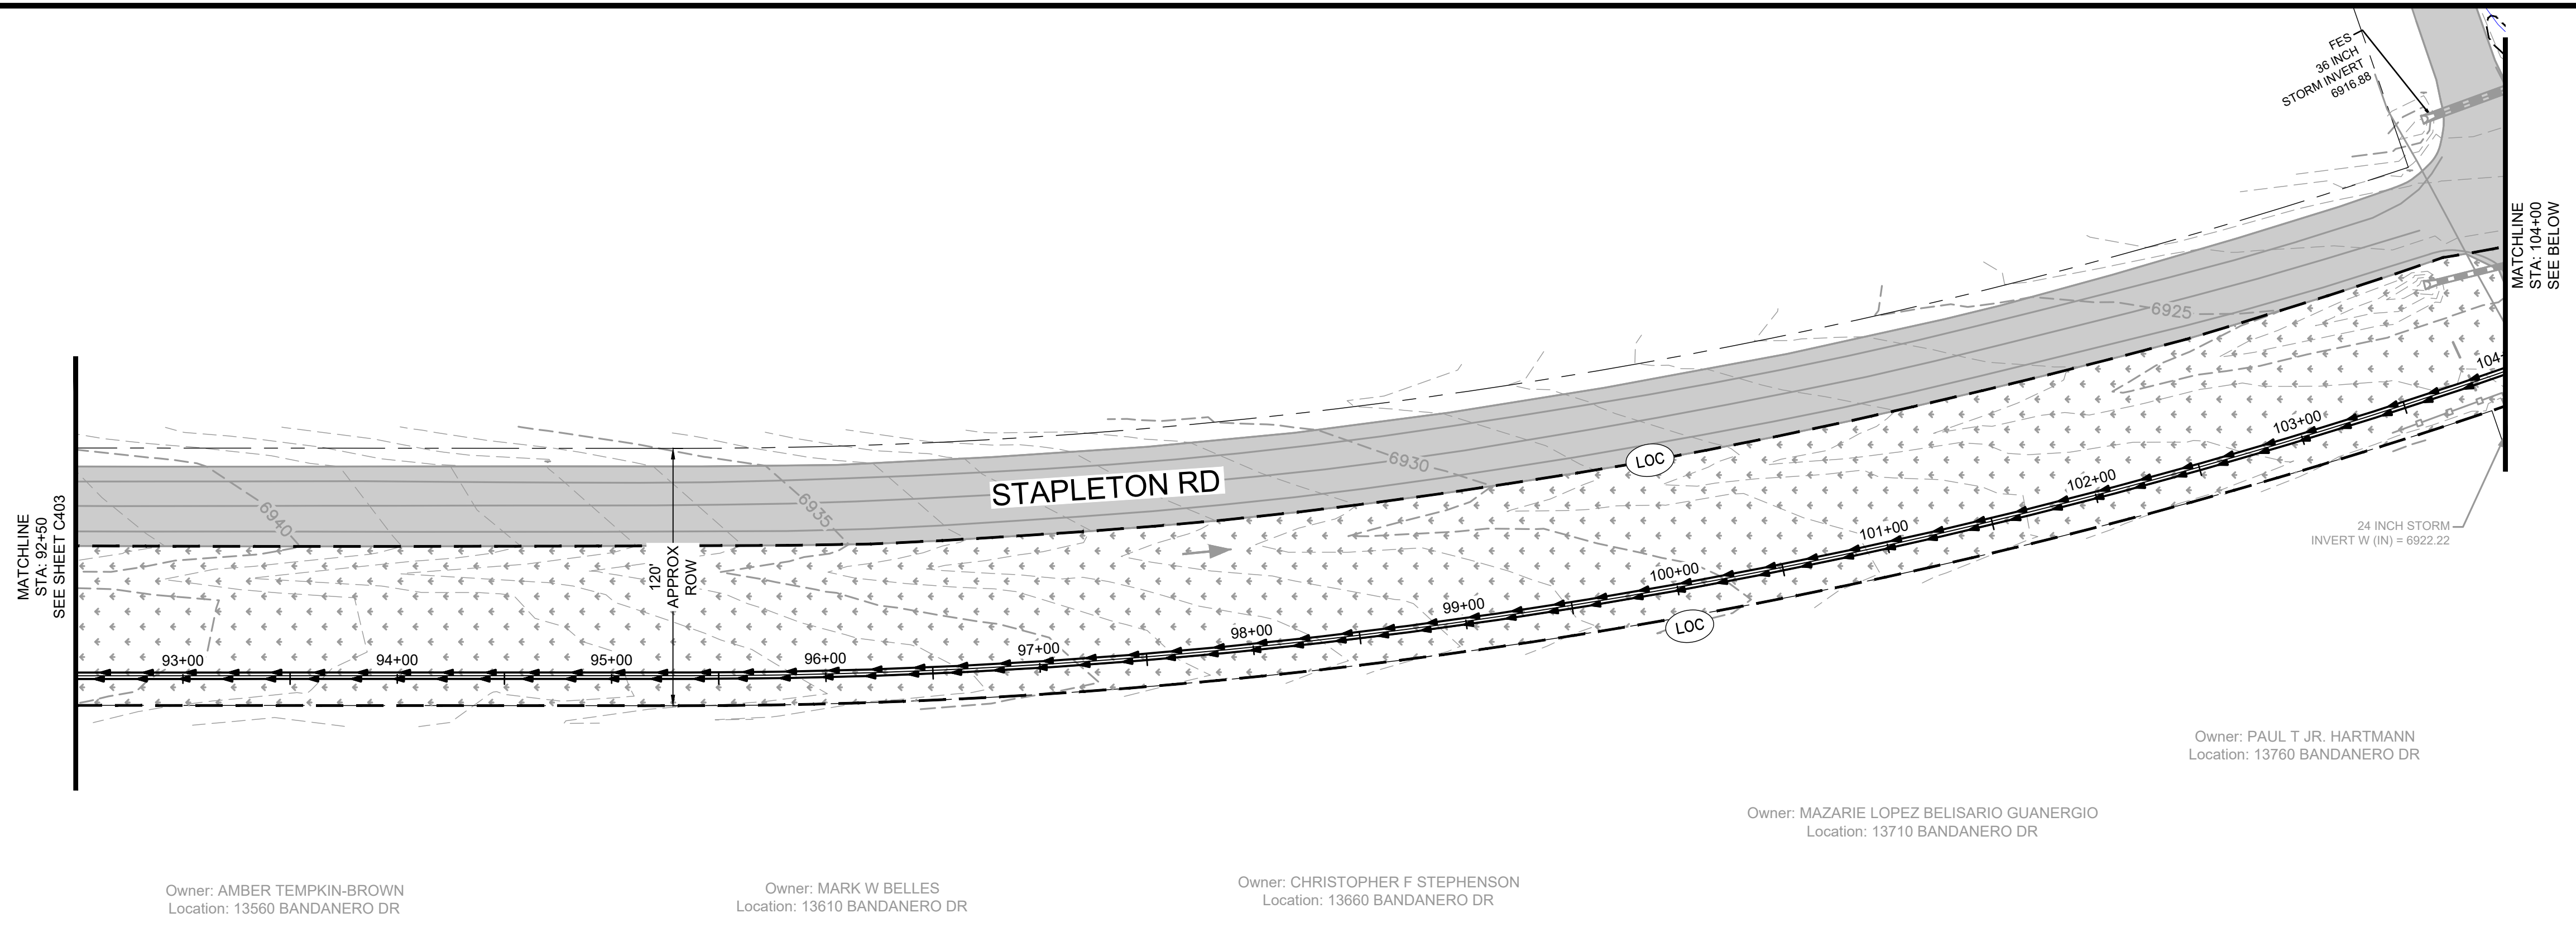 FES
36 INCH
STORM INVERT
6916.88
MATCHLINE
STA: 104+00
SEE BELOW
6925
104+
103+00
102+00
101+00
100+00
99+00
98+00
97+00
96+00
95+00
94+00
93+00
LOC
LOC
6930
6935
6940
STAPLETON RD
120'
APPROX
ROW
MATCHLINE
STA: 92+50
SEE SHEET C403
24 INCH STORM
INVERT W (IN) = 6922.22
Owner: PAUL T JR. HARTMANN
Location: 13760 BANDANERO DR
Owner: MAZARIE LOPEZ BELISARIO GUANERGIO
Location: 13710 BANDANERO DR
Owner: CHRISTOPHER F STEPHENSON
Location: 13660 BANDANERO DR
Owner: MARK W BELLES
Location: 13610 BANDANERO DR
Owner: AMBER TEMPKIN-BROWN
Location: 13560 BANDANERO DR